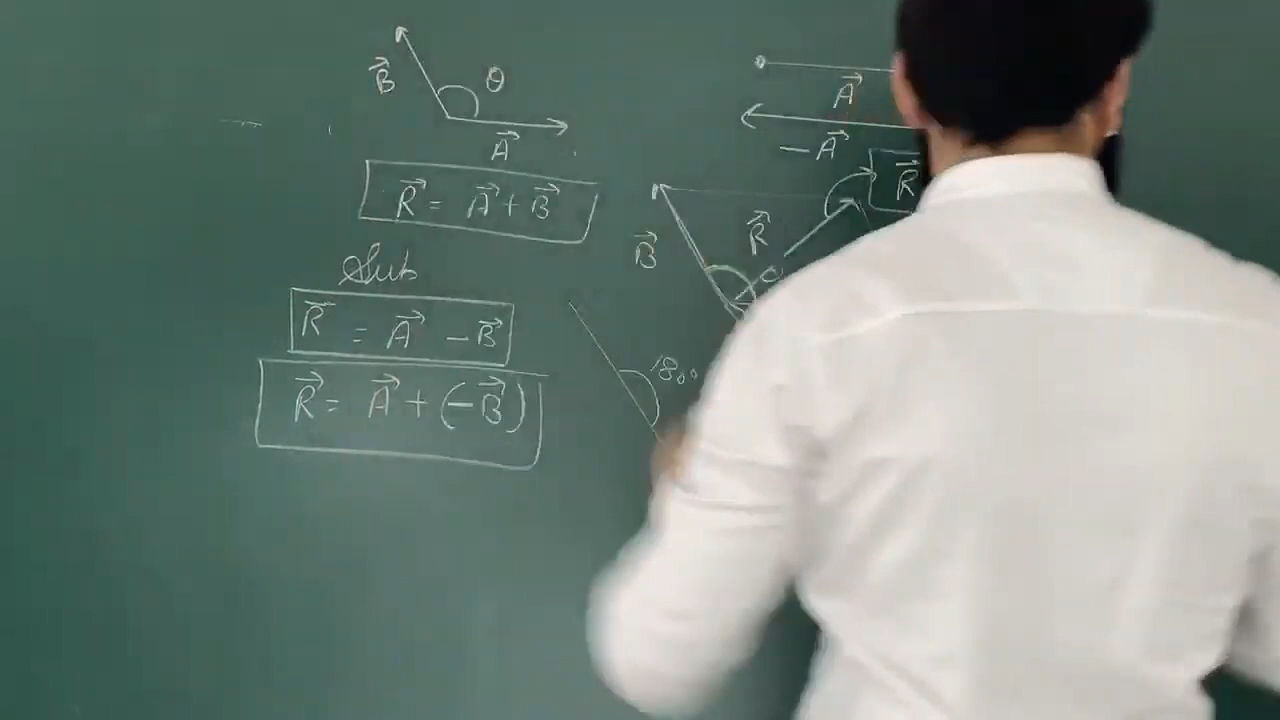 B⃗ θ
A⃗
R⃗ = A⃗ + B⃗
Sub
R⃗ = A⃗ - B⃗
R⃗ = A⃗ + (-B⃗)
A⃗
-A⃗
R⃗
B⃗ R⃗
180